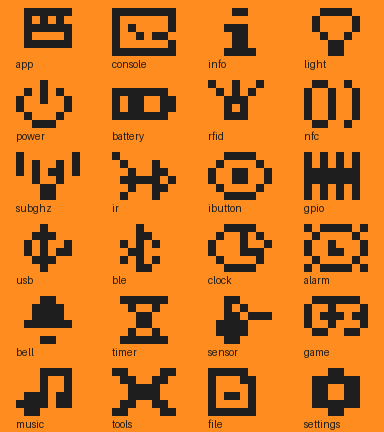 app console info light
power battery rfid nfc
subghz ir ibutton gpio
usb ble clock alarm
bell timer sensor game
music tools file settings